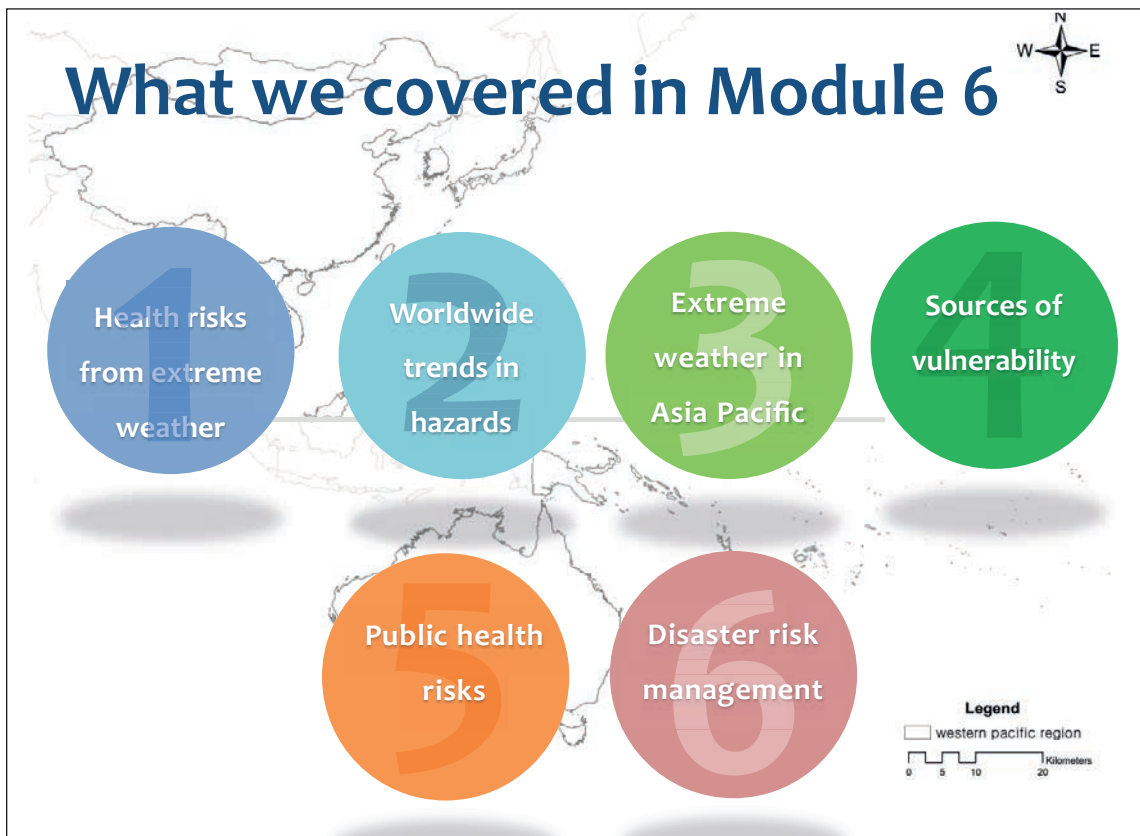 What we covered in Module 6
N
W E
S
1
Health risks
from extreme
weather
2
Worldwide
trends in
hazards
3
Extreme
weather in
Asia Pacific
4
Sources of
vulnerability
5
Public health
risks
6
Disaster risk
management
Legend
western pacific region
Kilometers
0 5 10 20